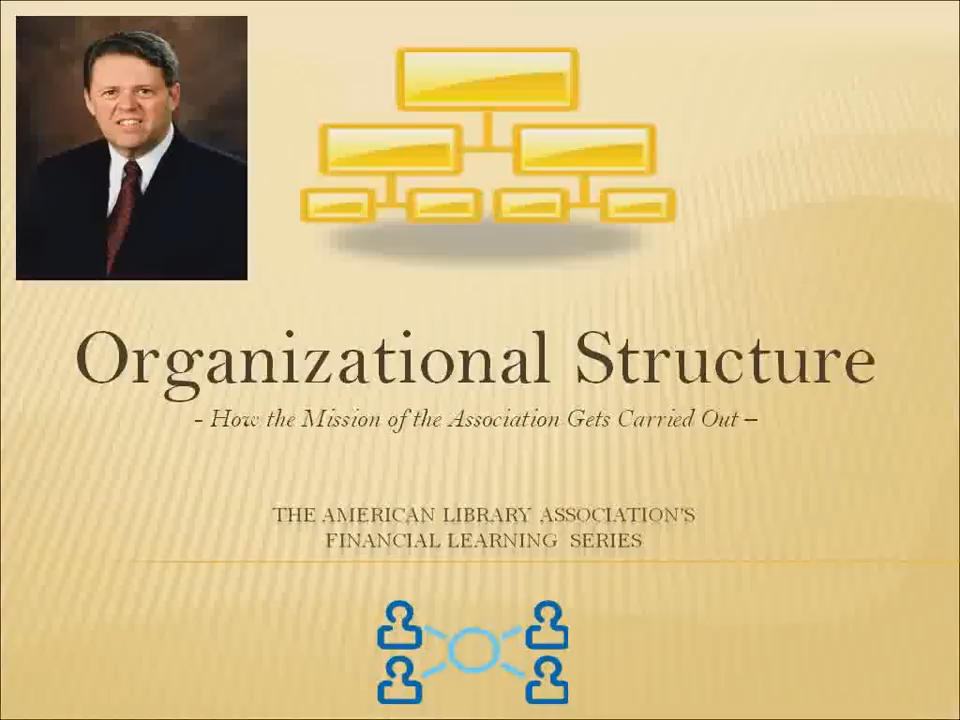 Organizational Structure
- How the Mission of the Association Gets Carried Out –
THE AMERICAN LIBRARY ASSOCIATION'S
FINANCIAL LEARNING SERIES